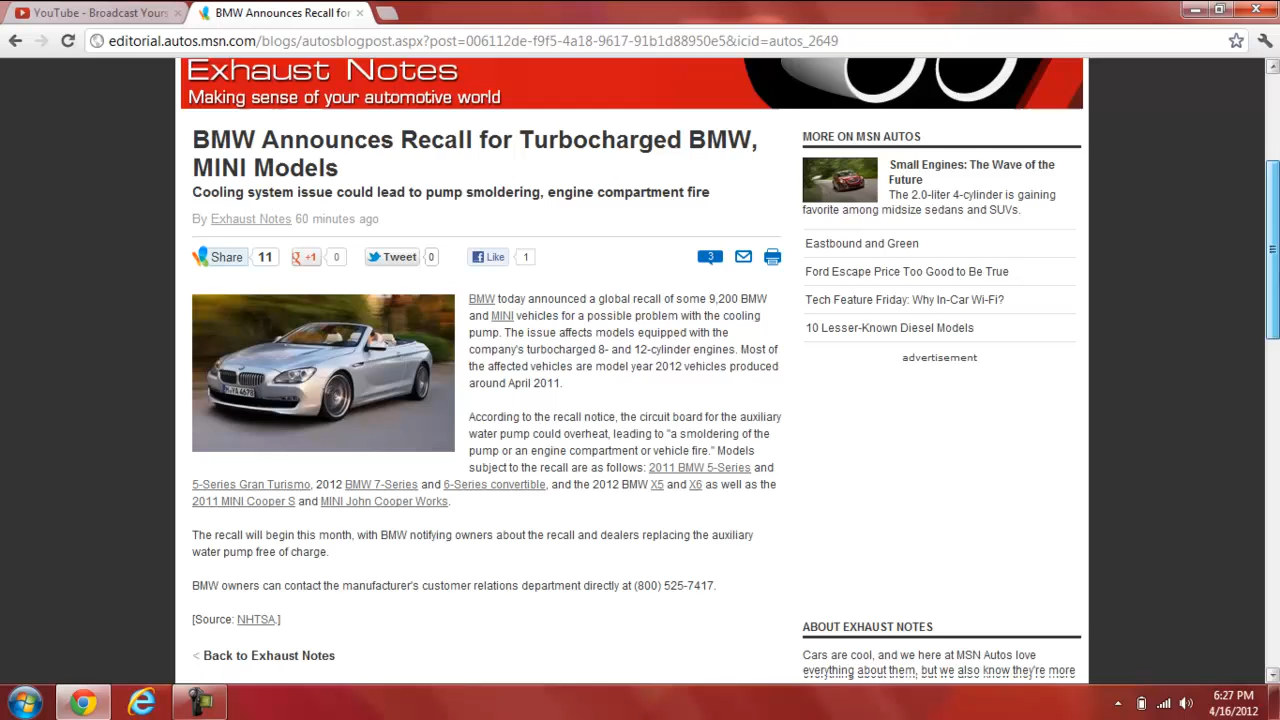 YouTube - Broadcast Yours
BMW Announces Recall for
editorial.autos.msn.com/blogs/autosblogpost.aspx?post=006112de-f9f5-4a18-9617-91b1d88950e5&icid=autos_2649
Exhaust Notes
Making sense of your automotive world
BMW Announces Recall for Turbocharged BMW,
MINI Models
Cooling system issue could lead to pump smoldering, engine compartment fire
By Exhaust Notes 60 minutes ago
Share 11 +1 0 Tweet 0 Like 1 3
BMW today announced a global recall of some 9,200 BMW
and MINI vehicles for a possible problem with the cooling
pump. The issue affects models equipped with the
company's turbocharged 8- and 12-cylinder engines. Most of
the affected vehicles are model year 2012 vehicles produced
around April 2011.
According to the recall notice, the circuit board for the auxiliary
water pump could overheat, leading to "a smoldering of the
pump or an engine compartment or vehicle fire." Models
subject to the recall are as follows: 2011 BMW 5-Series and
5-Series Gran Turismo, 2012 BMW 7-Series and 6-Series convertible, and the 2012 BMW X5 and X6 as well as the
2011 MINI Cooper S and MINI John Cooper Works.
The recall will begin this month, with BMW notifying owners about the recall and dealers replacing the auxiliary
water pump free of charge.
BMW owners can contact the manufacturer's customer relations department directly at (800) 525-7417.
[Source: NHTSA.]
< Back to Exhaust Notes
MORE ON MSN AUTOS
Small Engines: The Wave of the
Future
The 2.0-liter 4-cylinder is gaining
favorite among midsize sedans and SUVs.
Eastbound and Green
Ford Escape Price Too Good to Be True
Tech Feature Friday: Why In-Car Wi-Fi?
10 Lesser-Known Diesel Models
advertisement
ABOUT EXHAUST NOTES
Cars are cool, and we here at MSN Autos love
everything about them, but we also know they're more
6:27 PM
4/16/2012